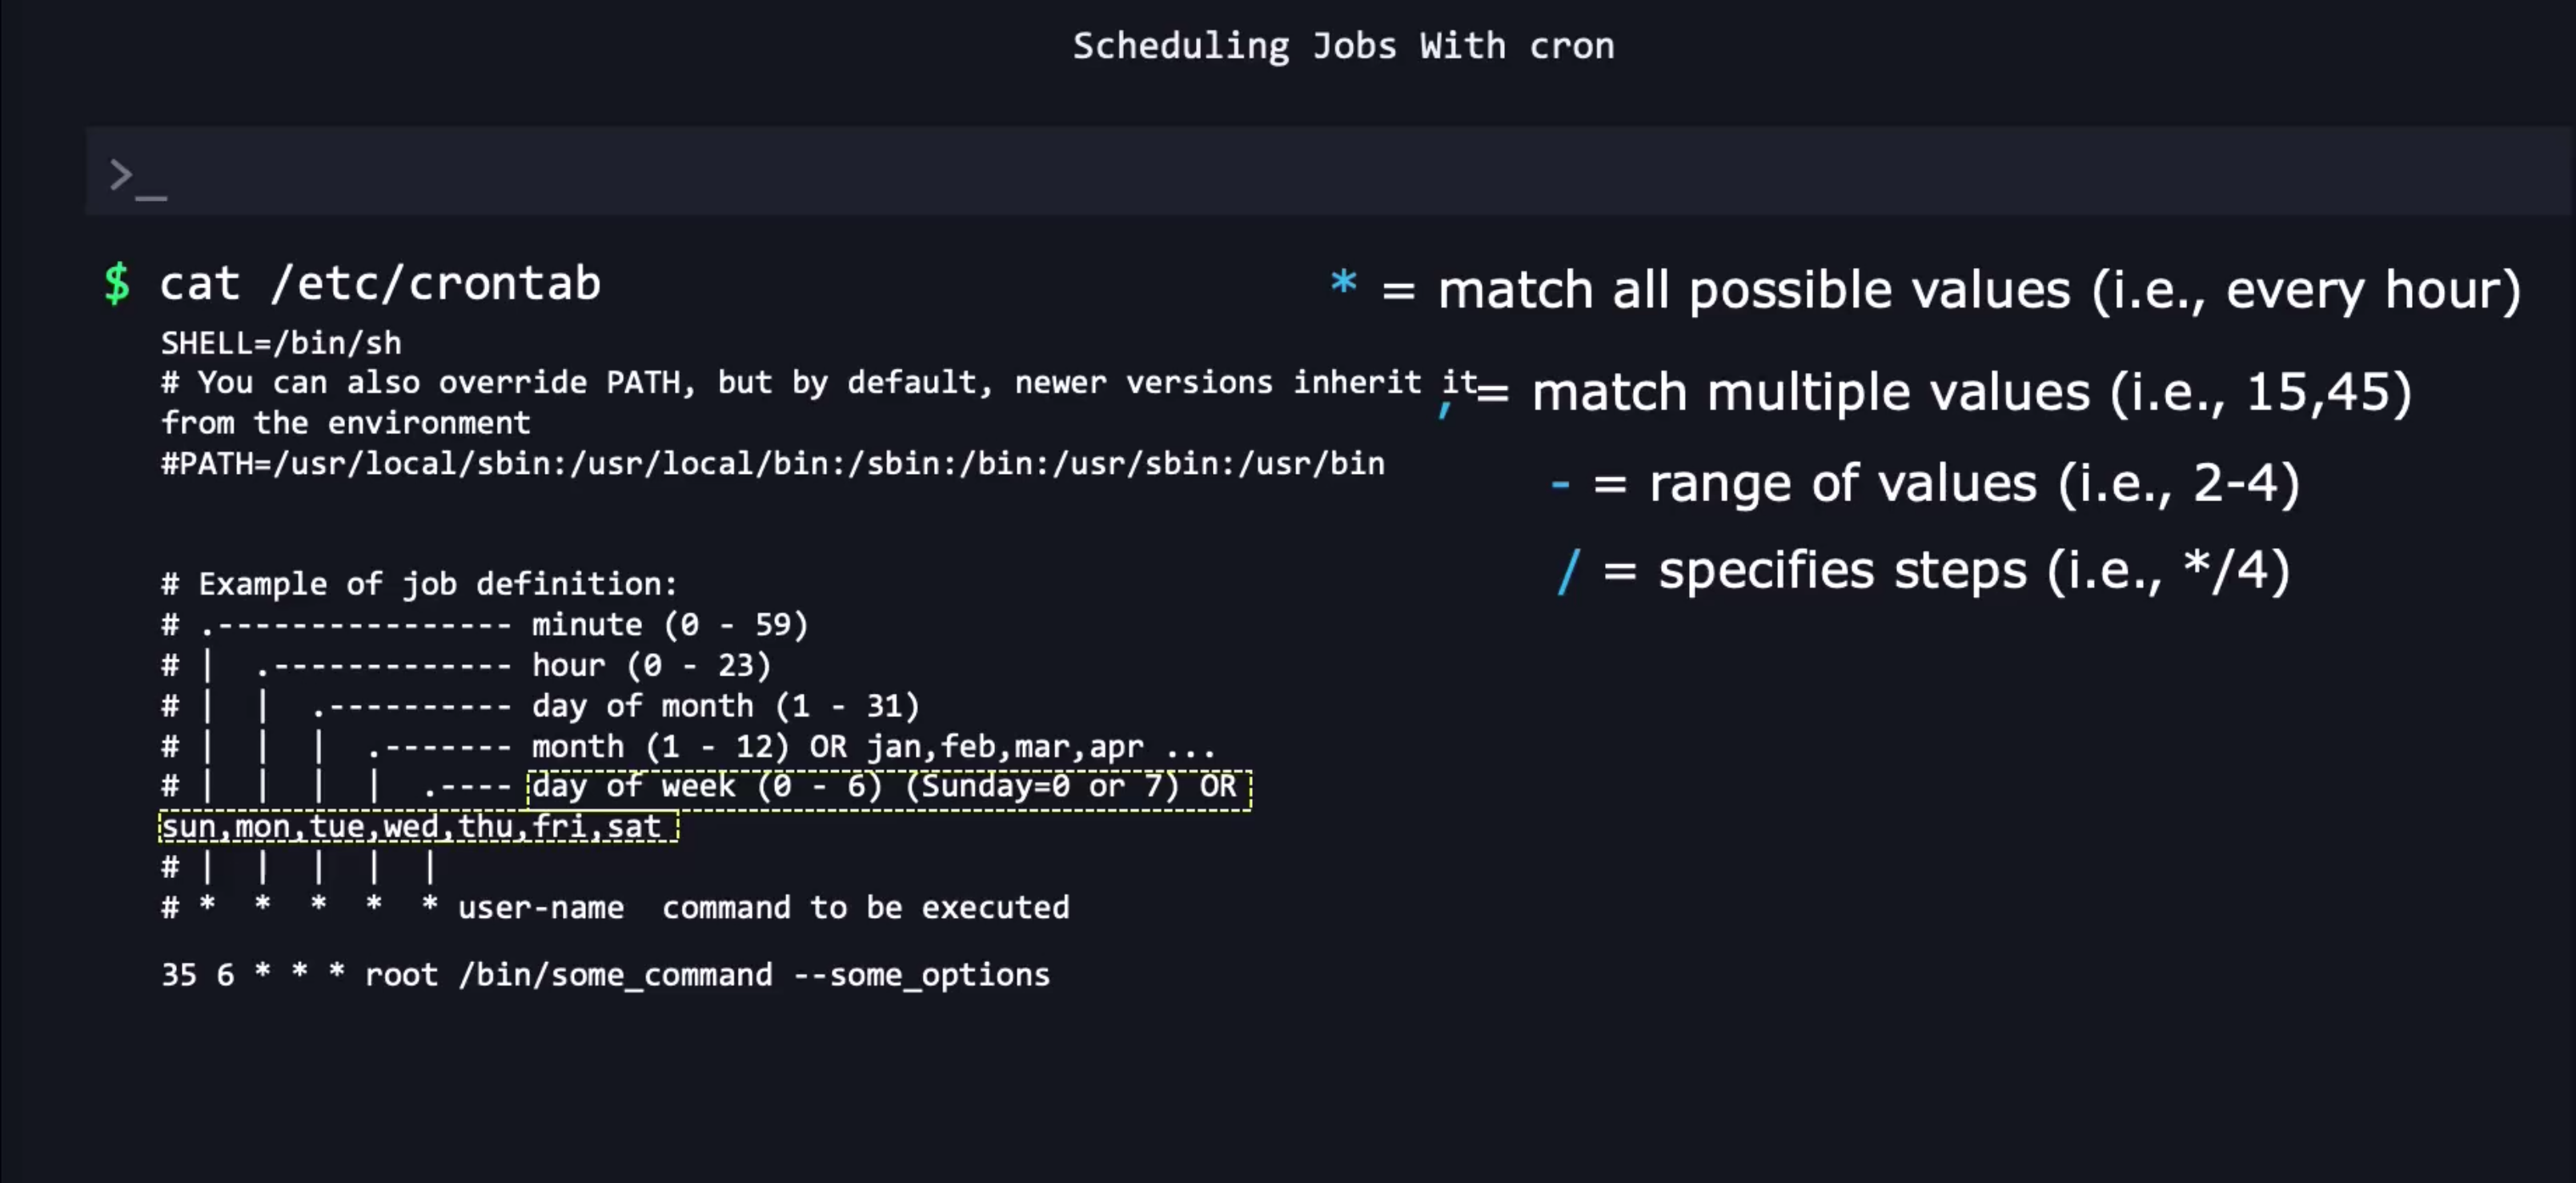 Scheduling Jobs With cron
>_
$ cat /etc/crontab
SHELL=/bin/sh
# You can also override PATH, but by default, newer versions inherit it
from the environment
#PATH=/usr/local/sbin:/usr/local/bin:/sbin:/bin:/usr/sbin:/usr/bin
# Example of job definition:
# .---------------- minute (0 - 59)
# |  .------------- hour (0 - 23)
# |  |  .---------- day of month (1 - 31)
# |  |  |  .------- month (1 - 12) OR jan,feb,mar,apr ...
# |  |  |  |  .---- day of week (0 - 6) (Sunday=0 or 7) OR
sun,mon,tue,wed,thu,fri,sat
# |  |  |  |  |
# *  *  *  *  * user-name  command to be executed
35 6 * * * root /bin/some_command --some_options
* = match all possible values (i.e., every hour)
, = match multiple values (i.e., 15,45)
- = range of values (i.e., 2-4)
/ = specifies steps (i.e., */4)